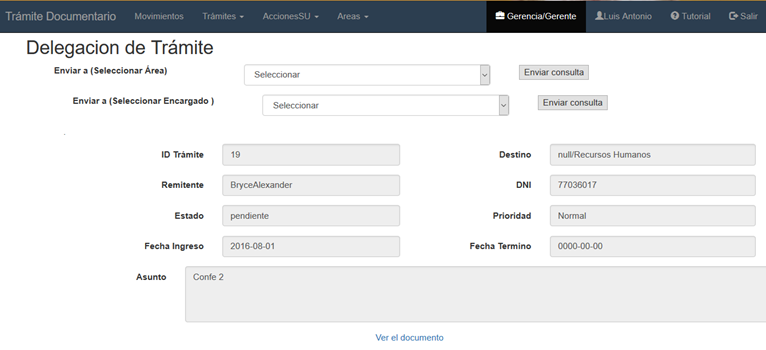 Trámite Documentario Movimientos Trámites AccionesSU Areas Gerencia/Gerente Luis Antonio Tutorial Salir
Delegacion de Trámite
Enviar a (Seleccionar Área) Seleccionar Enviar consulta
Enviar a (Seleccionar Encargado ) Seleccionar Enviar consulta
.
ID Trámite 19 Destino null/Recursos Humanos
Remitente BryceAlexander DNI 77036017
Estado pendiente Prioridad Normal
Fecha Ingreso 2016-08-01 Fecha Termino 0000-00-00
Asunto Confe 2
Ver el documento